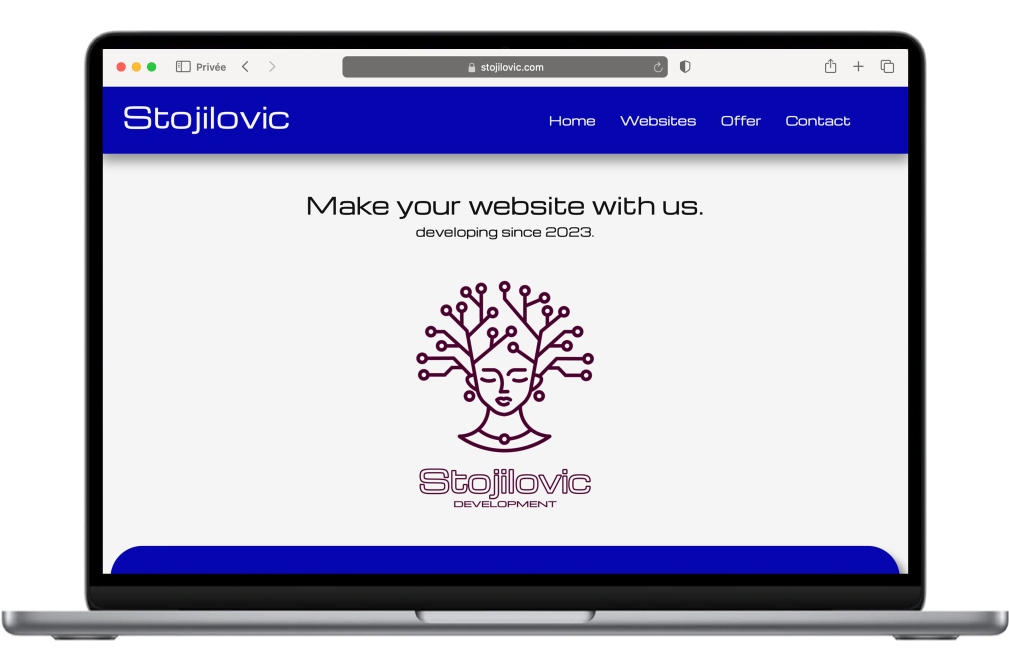 Privée
stojilovic.com
Stojilovic
Home Websites Offer Contact
Make your website with us.
developing since 2023.
Stojilovic
DEVELOPMENT